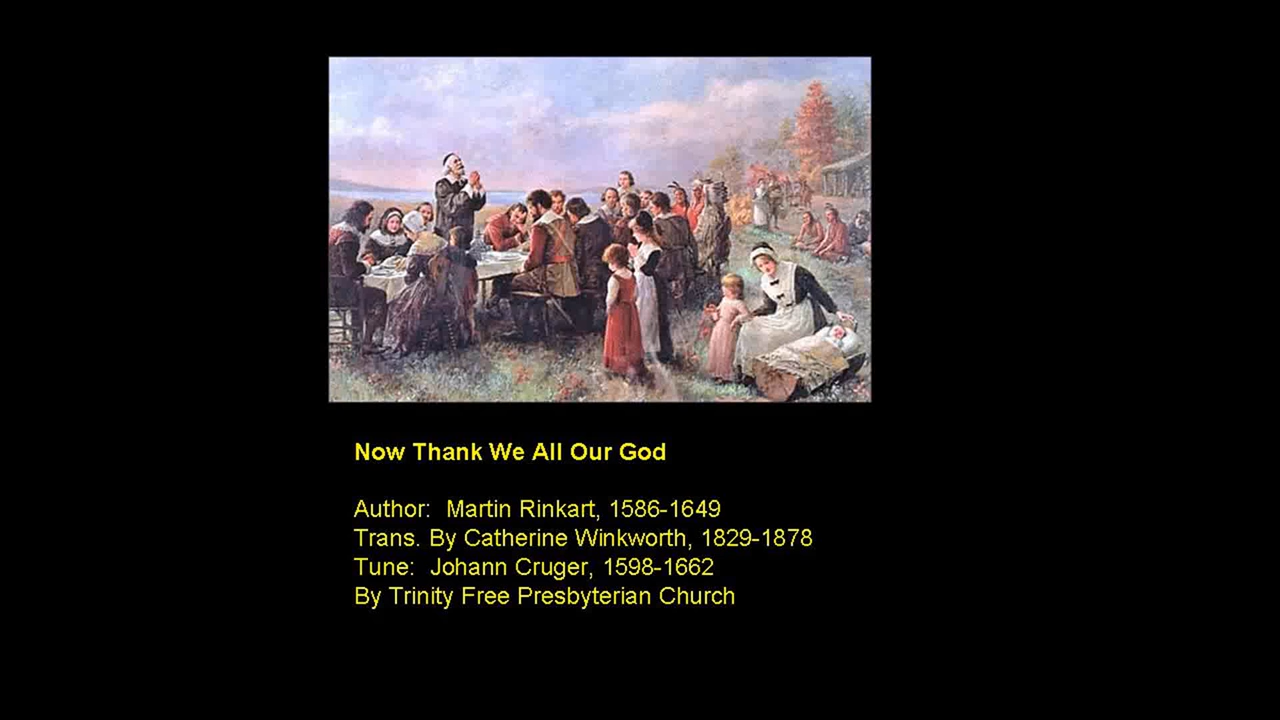 Now Thank We All Our God
Author: Martin Rinkart, 1586-1649
Trans. By Catherine Winkworth, 1829-1878
Tune: Johann Cruger, 1598-1662
By Trinity Free Presbyterian Church